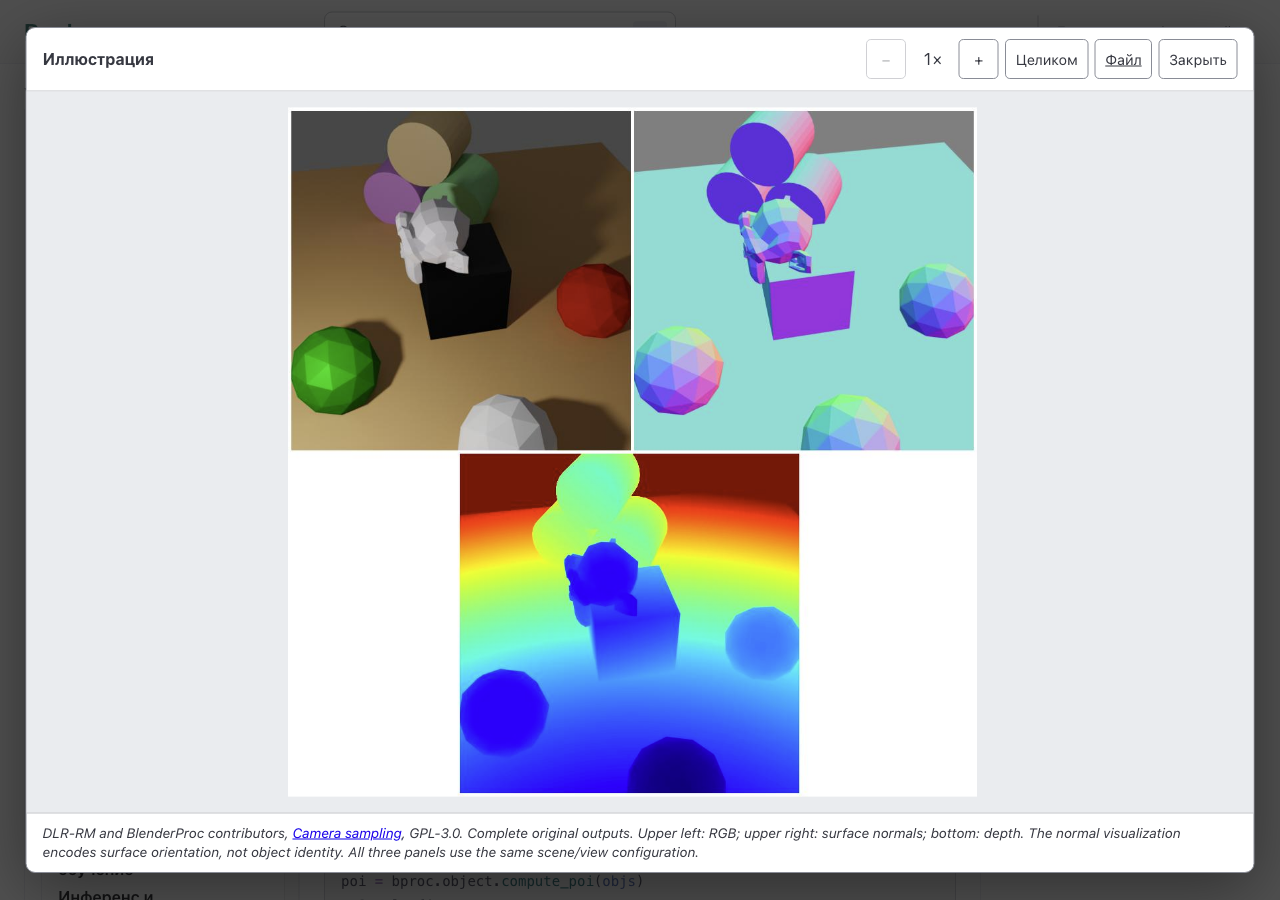 Иллюстрация
− 1× + Целиком Файл Закрыть
DLR-RM and BlenderProc contributors, Camera sampling, GPL-3.0. Complete original outputs. Upper left: RGB; upper right: surface normals; bottom: depth. The normal visualization
encodes surface orientation, not object identity. All three panels use the same scene/view configuration.
poi = bproc.object.compute_poi(objs)
Инференс и